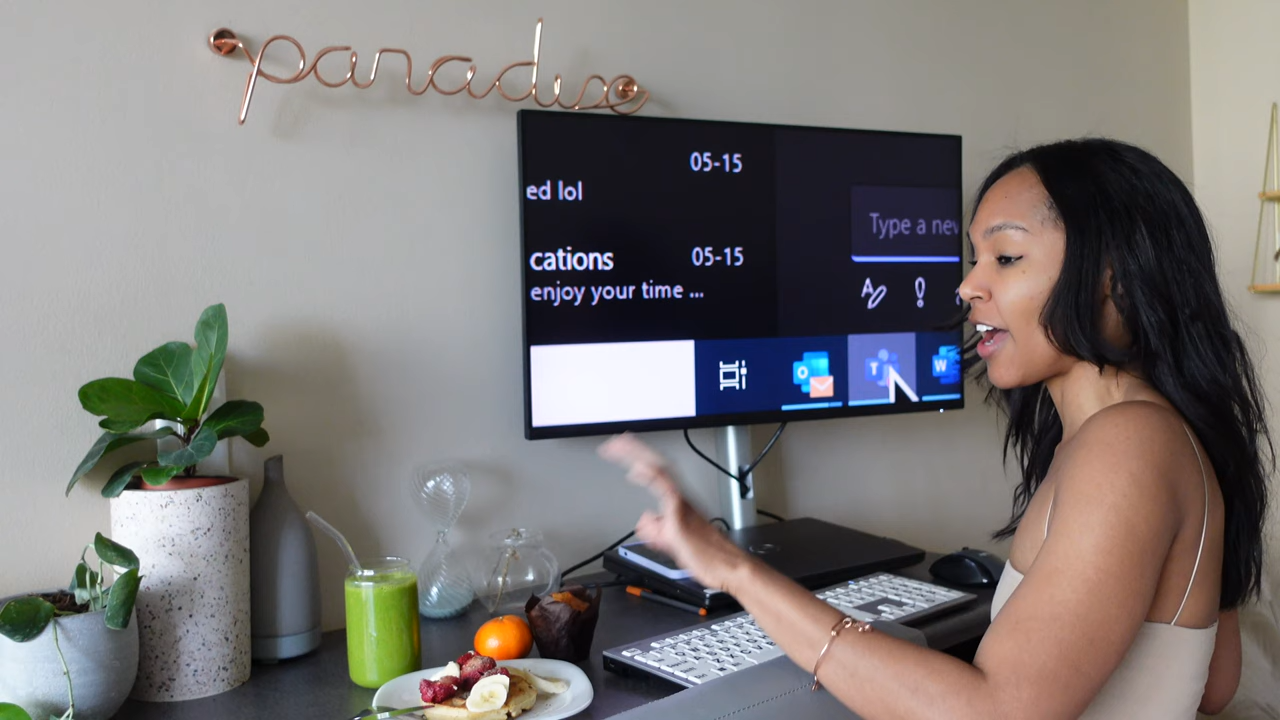 paradise
05-15
ed lol
cations 05-15
enjoy your time ...
Type a nev
A
O
T
W